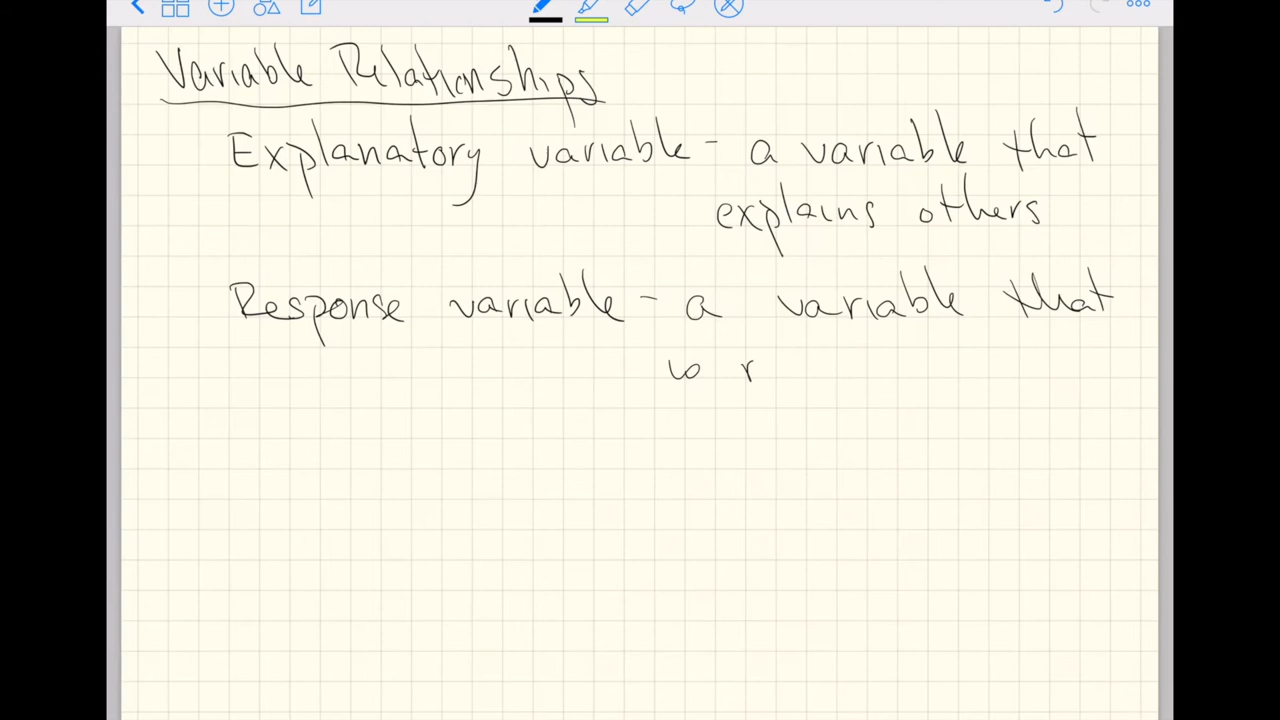 Variable Relationships
Explanatory variable - a variable that
explains others
Response variable - a variable that
r